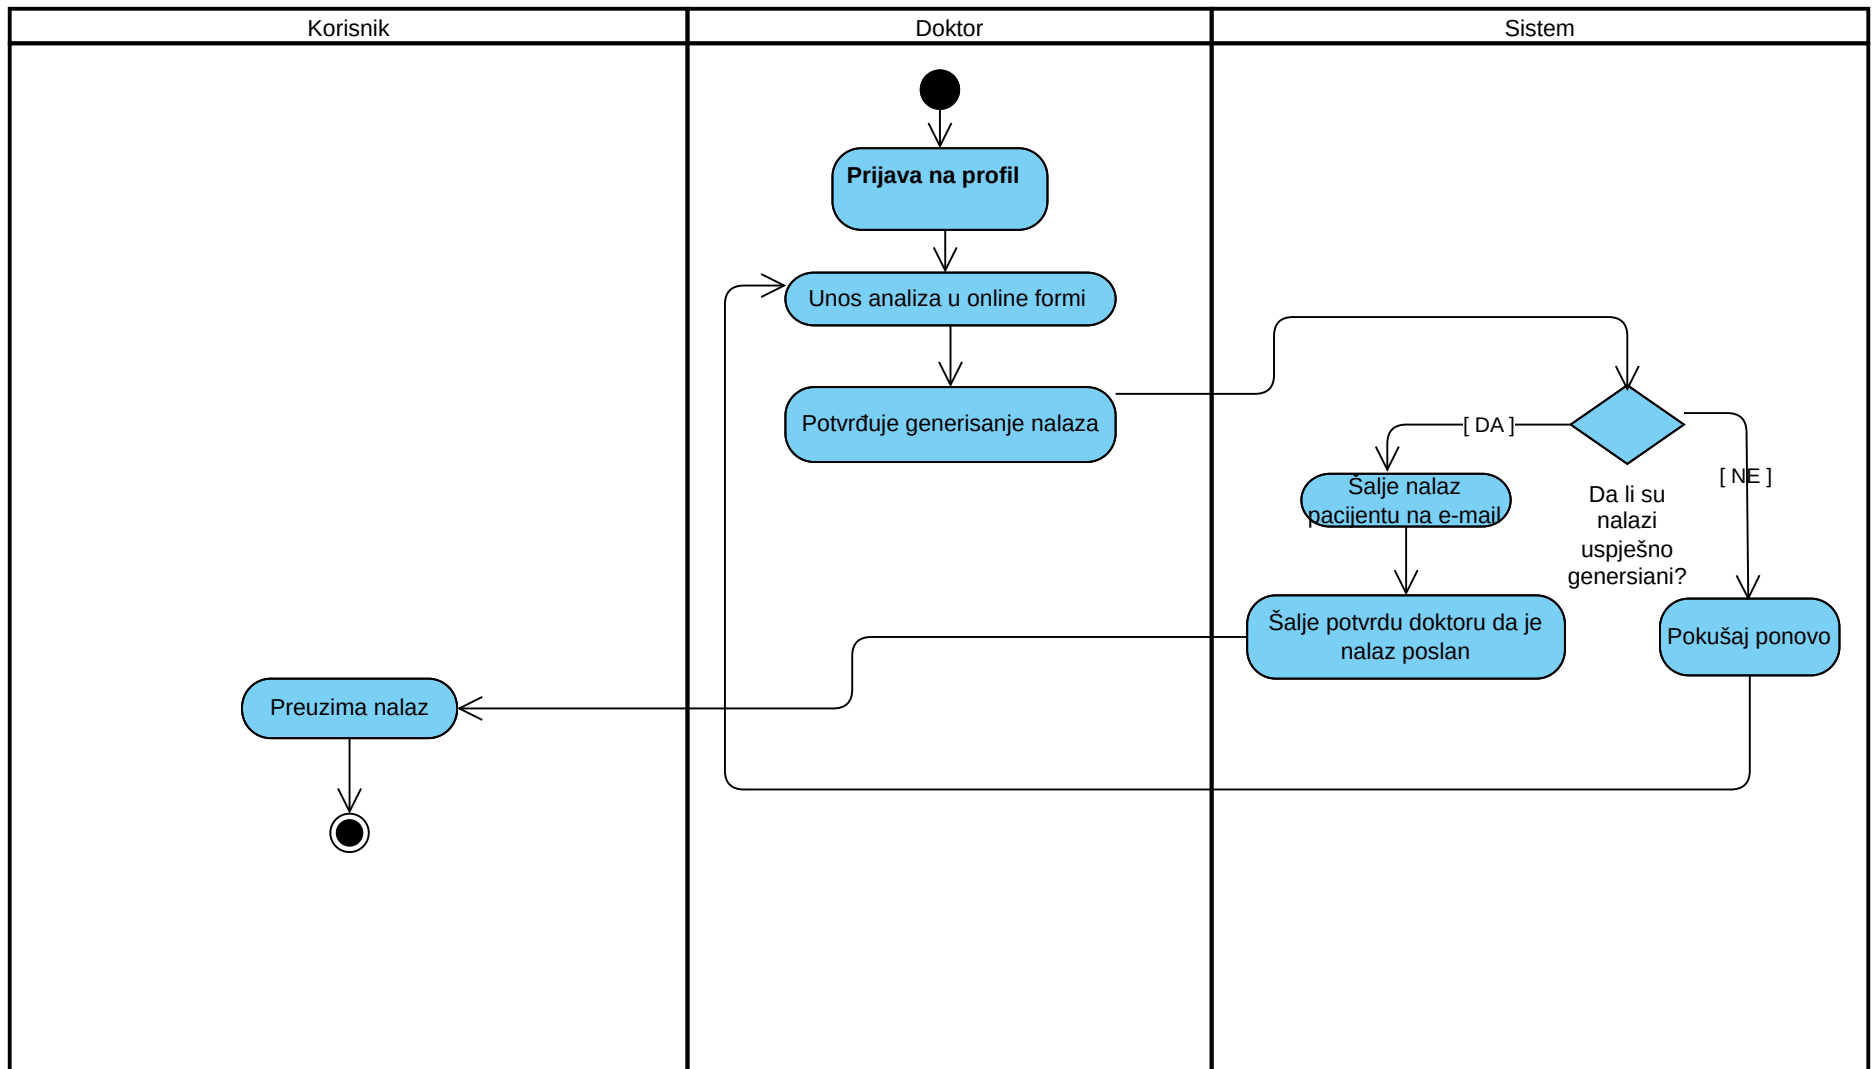 Korisnik
Doktor
Sistem
Prijava na profil
Unos analiza u online formi
Potvrđuje generisanje nalaza
[ DA ]
[ NE ]
Šalje nalaz
pacijentu na e-mail
Da li su
nalazi
uspješno
genersiani?
Šalje potvrdu doktoru da je
nalaz poslan
Pokušaj ponovo
Preuzima nalaz